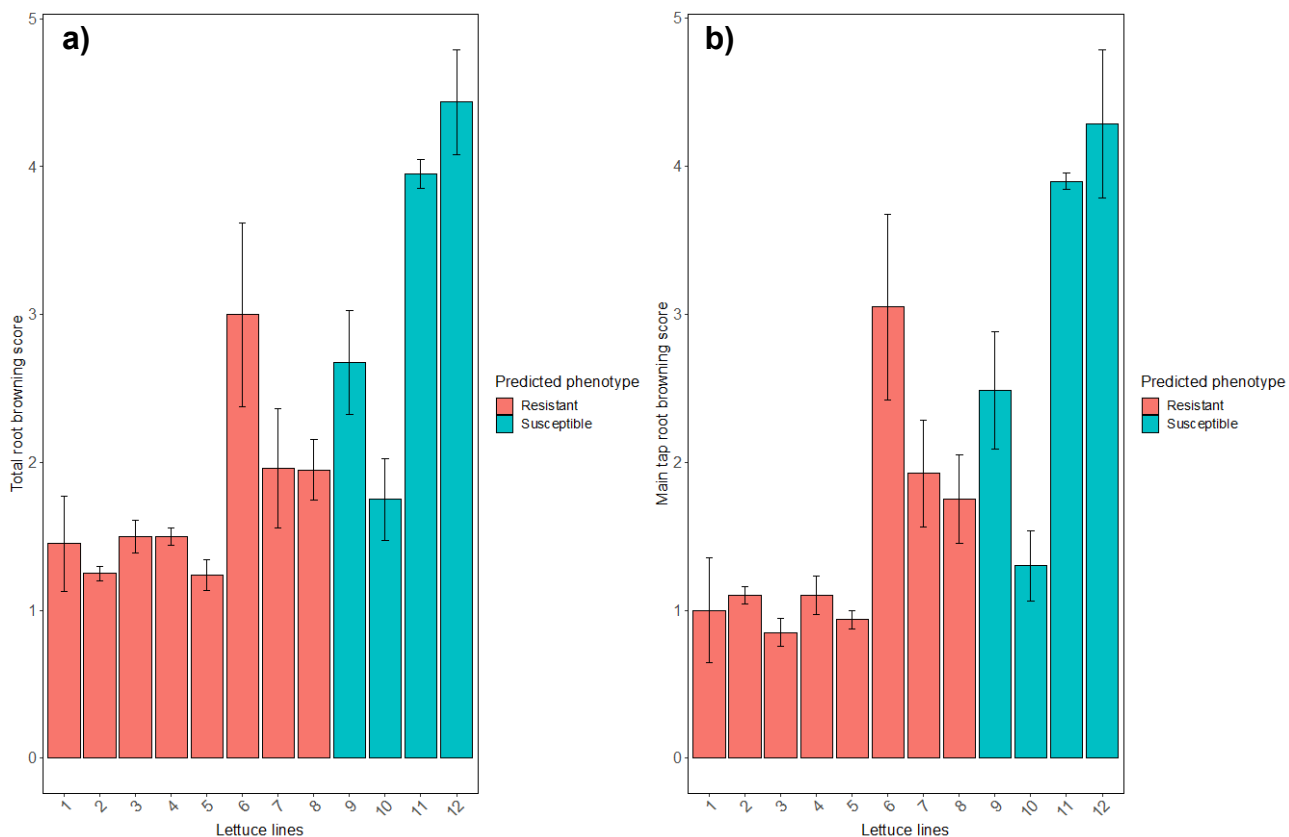 a)
Total root browning score
5
4
3
2
1
0
1 2 3 4 5 6 7 8 9 10 11 12
Lettuce lines
Predicted phenotype
Resistant
Susceptible
b)
Main tap root browning score
5
4
3
2
1
0
1 2 3 4 5 6 7 8 9 10 11 12
Lettuce lines
Predicted phenotype
Resistant
Susceptible